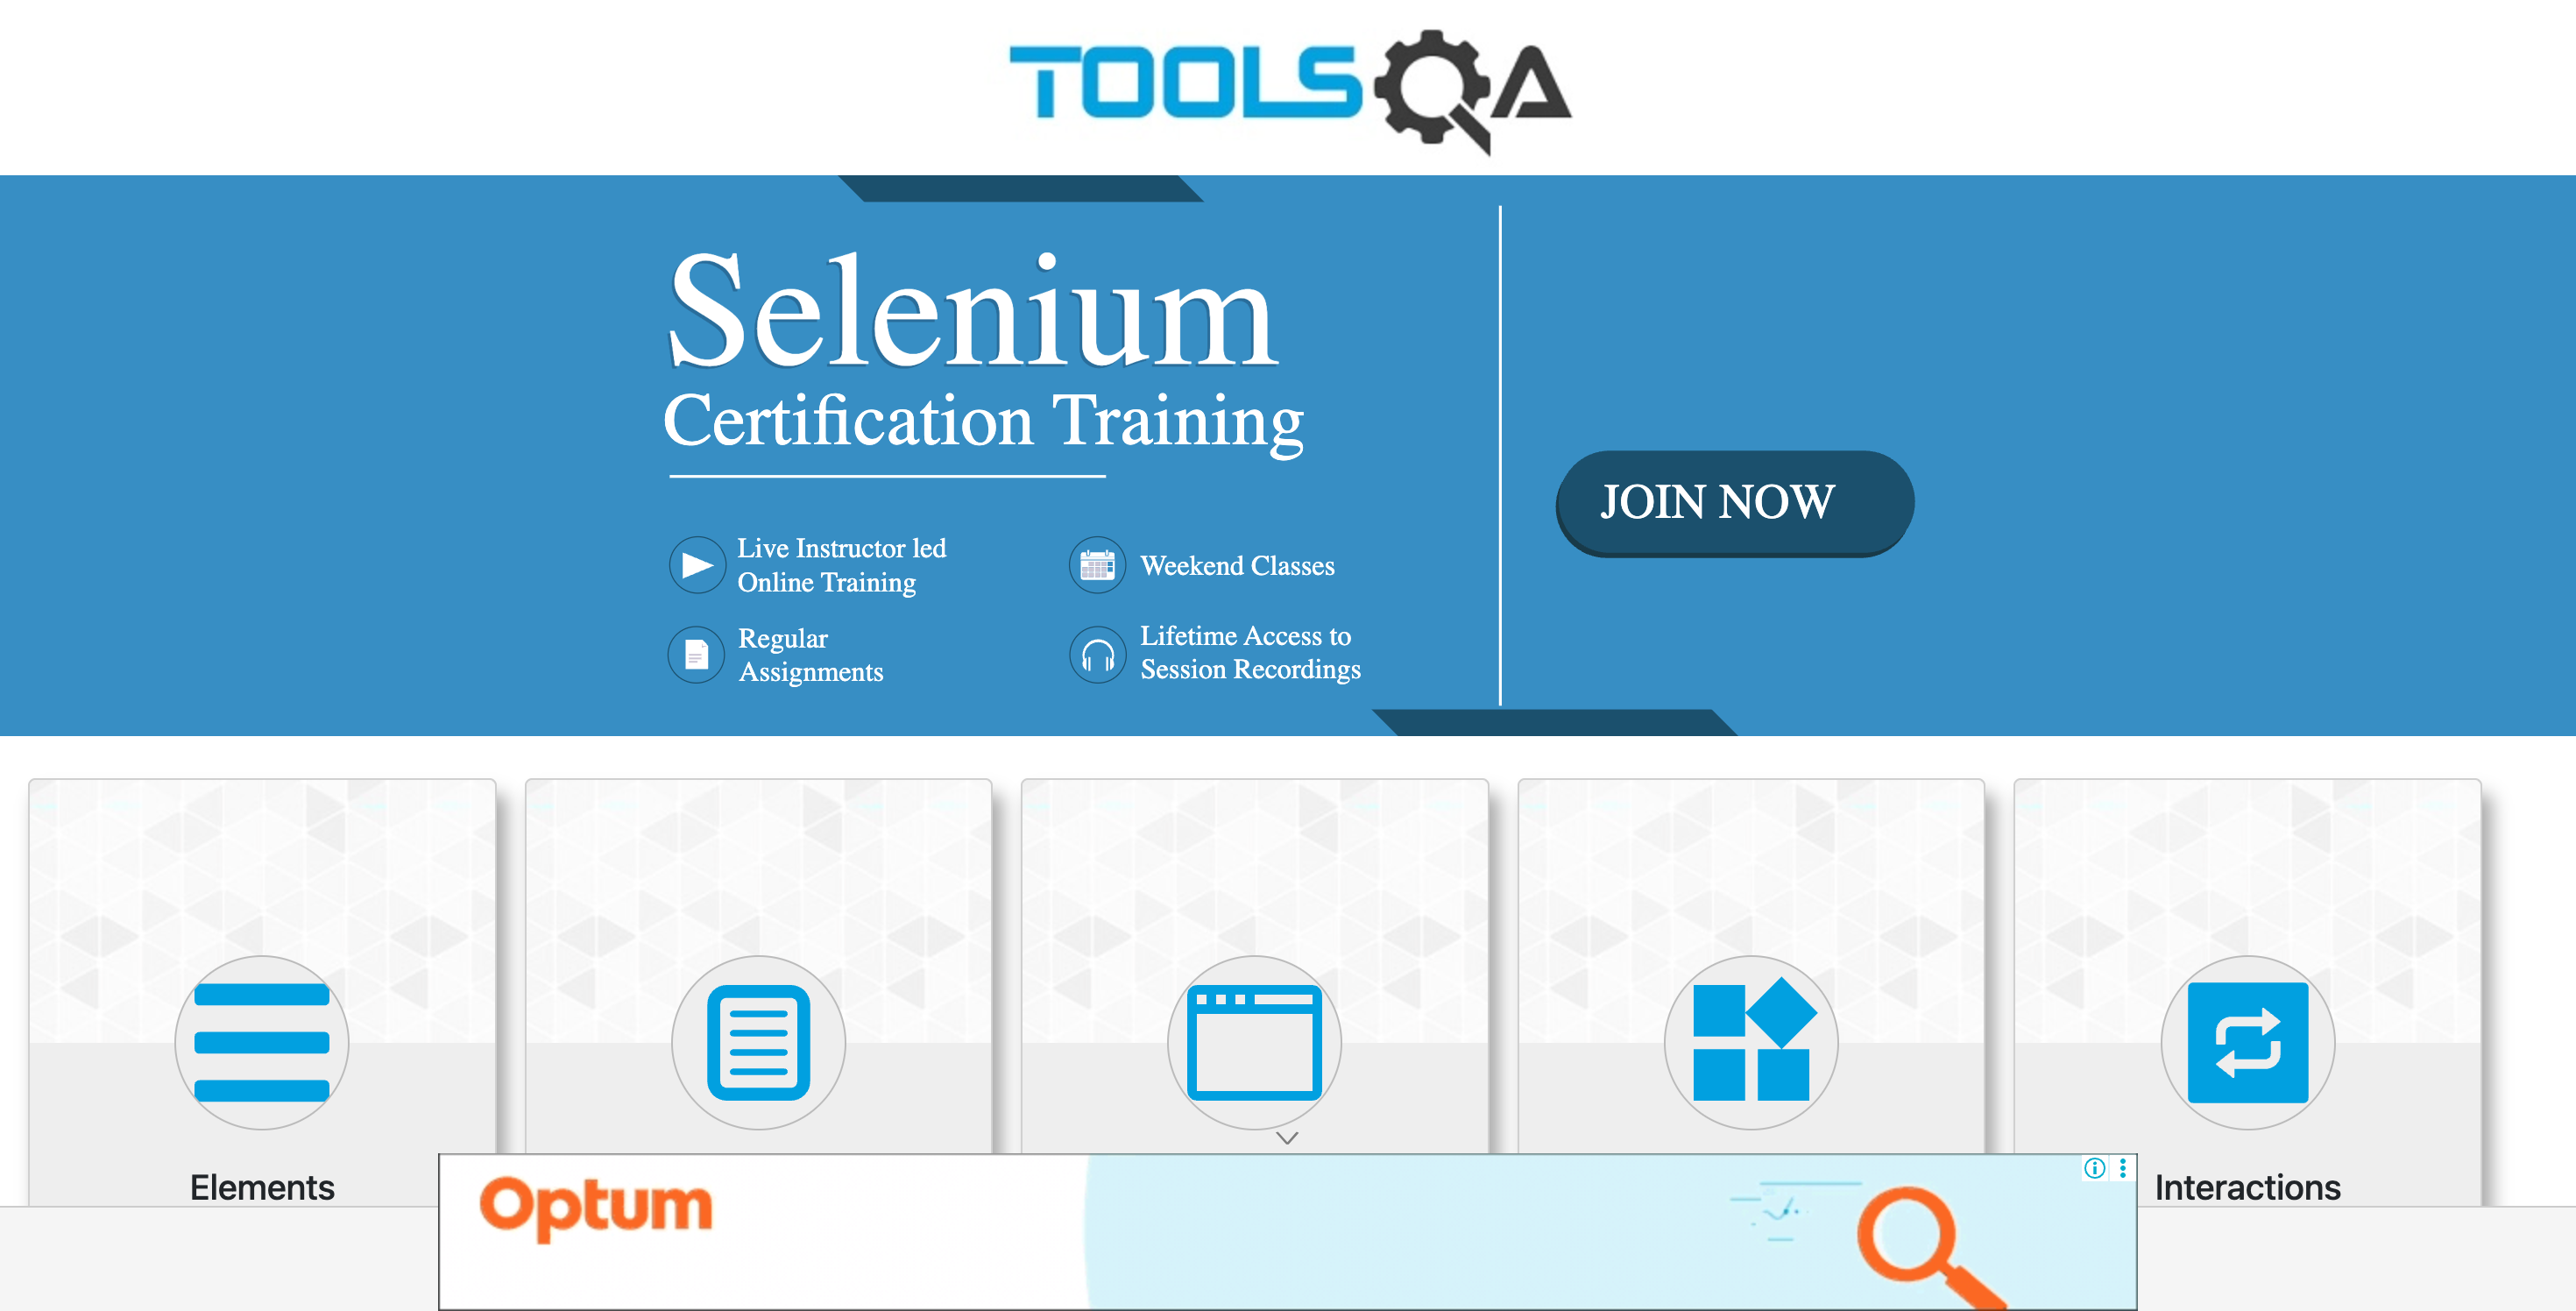 TOOLSQA
Selenium
Certification Training
JOIN NOW
Live Instructor led
Online Training
Weekend Classes
Regular
Assignments
Lifetime Access to
Session Recordings
Elements
Interactions
Optum